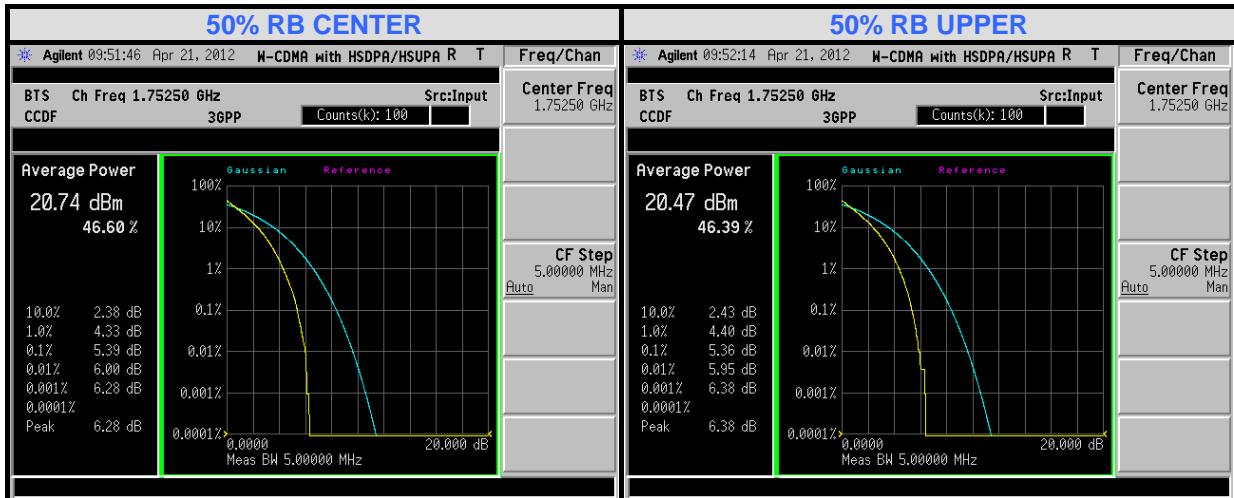 50% RB CENTER
Agilent 09:51:46 Apr 21, 2012 W-CDMA with HSDPA/HSUPA R T
Freq/Chan
BTS Ch Freq 1.75250 GHz Src:Input
CCDF 3GPP Counts(k): 100
Center Freq
1.75250 GHz
Average Power
20.74 dBm
46.60 %
10.0% 2.38 dB
1.0% 4.33 dB
0.1% 5.39 dB
0.01% 6.00 dB
0.001% 6.28 dB
0.0001%
Peak 6.28 dB
Gaussian Reference
100%
10%
1%
0.1%
0.01%
0.001%
0.0001%
0.0000 20.000 dB
Meas BW 5.00000 MHz
CF Step
5.00000 MHz
Auto Man
50% RB UPPER
Agilent 09:52:14 Apr 21, 2012 W-CDMA with HSDPA/HSUPA R T
Freq/Chan
BTS Ch Freq 1.75250 GHz Src:Input
CCDF 3GPP Counts(k): 100
Center Freq
1.75250 GHz
Average Power
20.47 dBm
46.39 %
10.0% 2.43 dB
1.0% 4.40 dB
0.1% 5.36 dB
0.01% 5.95 dB
0.001% 6.38 dB
0.0001%
Peak 6.38 dB
Gaussian Reference
100%
10%
1%
0.1%
0.01%
0.001%
0.0001%
0.0000 20.000 dB
Meas BW 5.00000 MHz
CF Step
5.00000 MHz
Auto Man